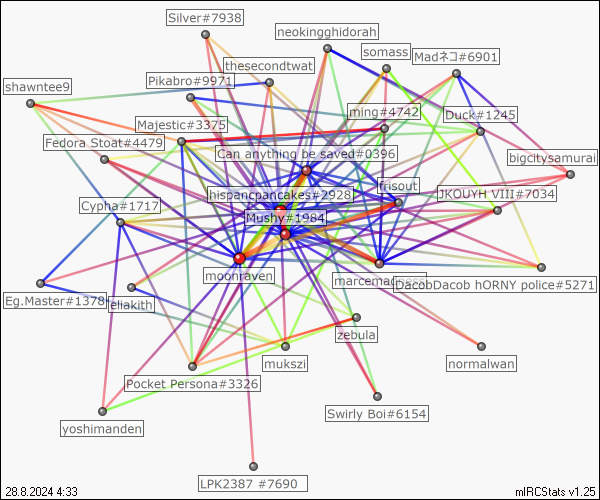 Silver#7938
neokingghidorah
somass
Madネコ#6901
thesecondtwat
Pikabro#9971
shawntee9
ming#4742
Duck#1245
Majestic#3375
Fedora Stoat#4479
Can anything be saved#0396
bigcitysamurai
frisout
hispancpancakes#2928
JKOUYH VIII#7034
Cypha#1717
Mushy#1984
moonraven
DacobDacob hORNY police#5271
Eg.Master#1378
eliakith
zebula
mukszi
normalwan
Pocket Persona#3326
Swirly Boi#6154
yoshimanden
LPK2387 #7690
28.8.2024 4:33
mIRCStats v1.25